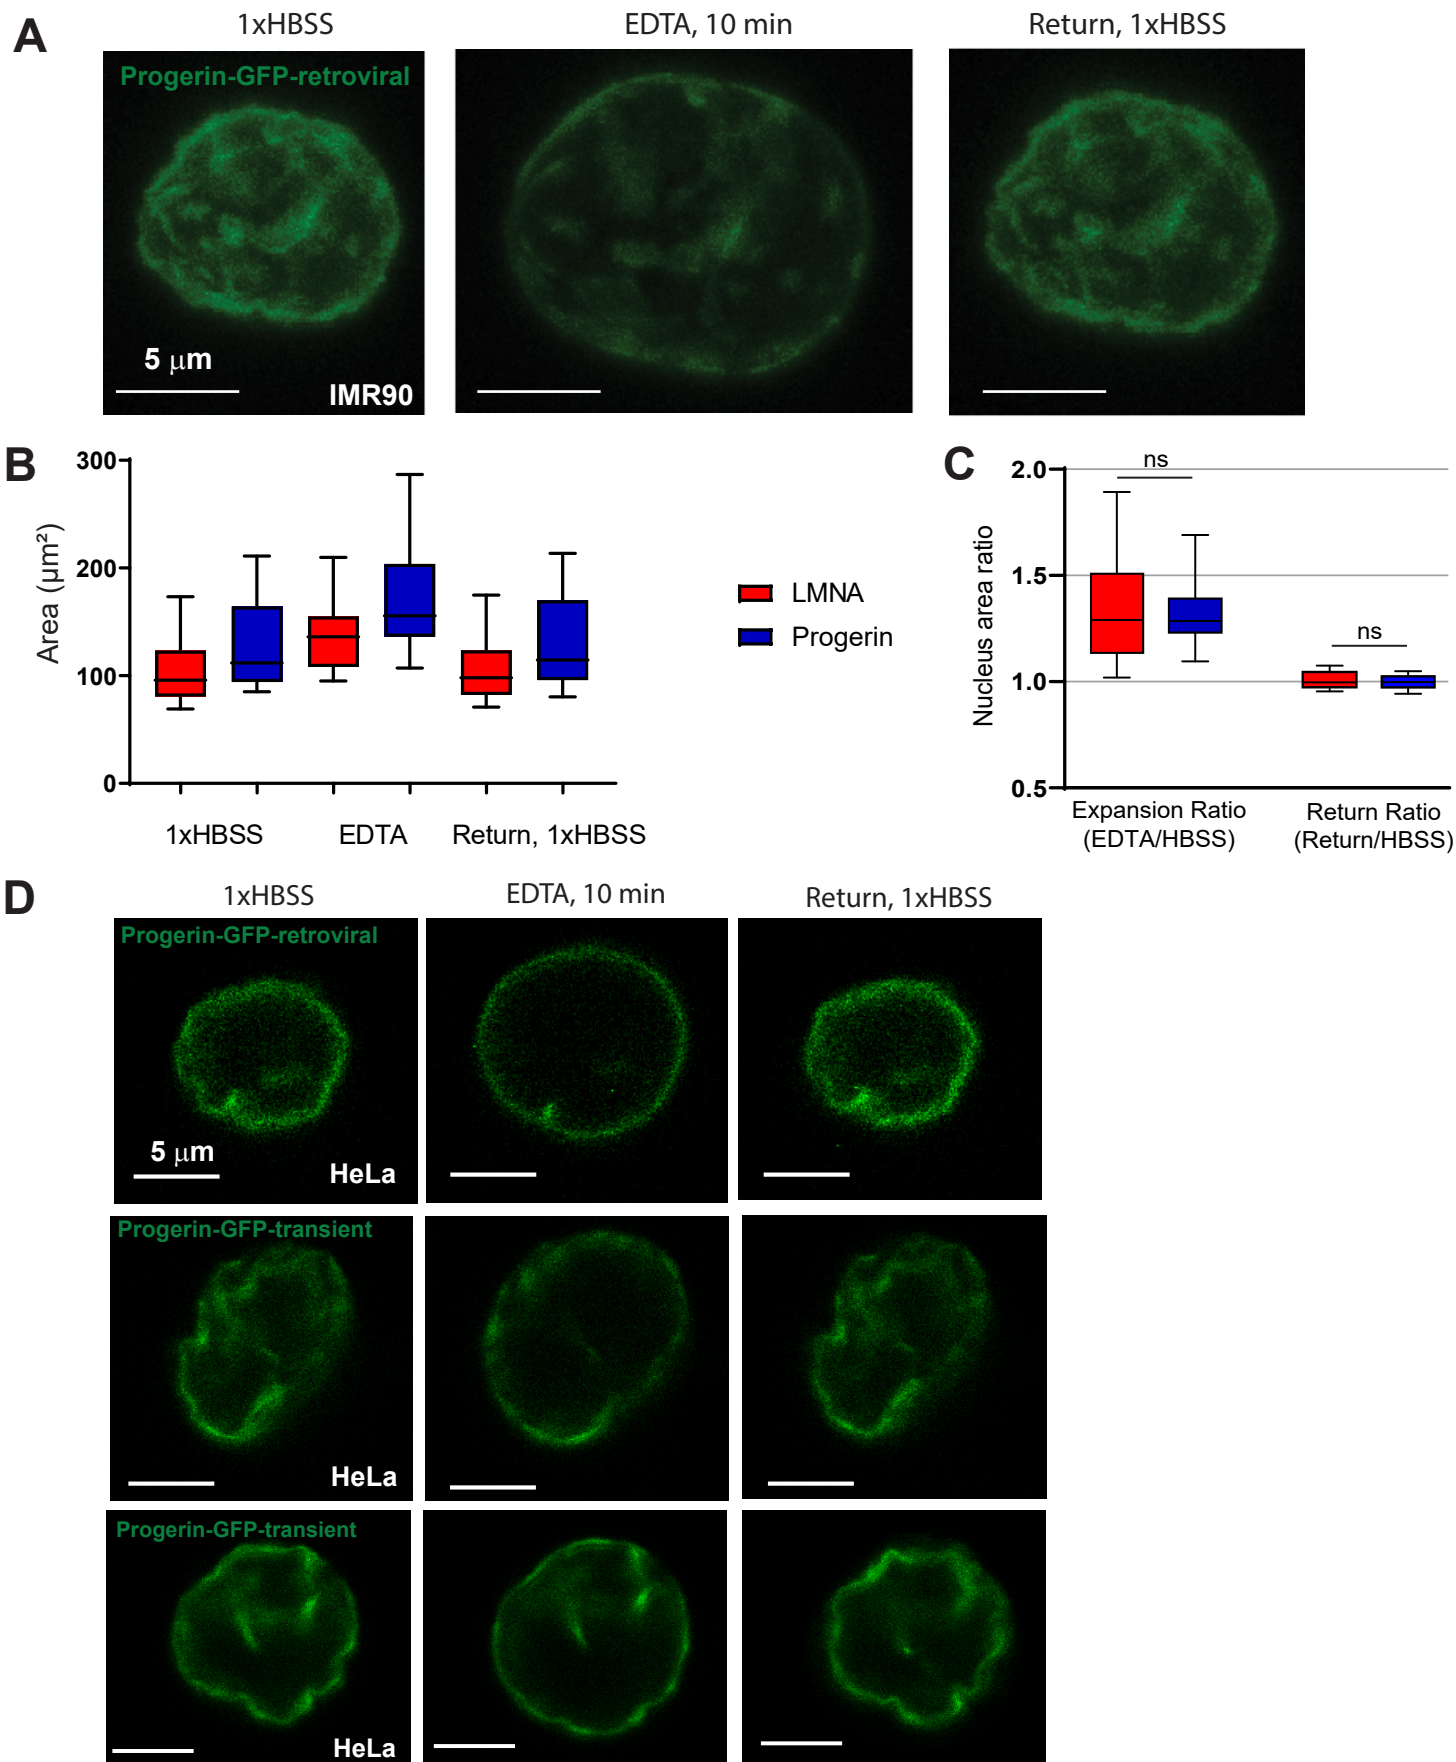 A
1xHBSS
EDTA, 10 min
Return, 1xHBSS
Progerin-GFP-retroviral
5 μm
IMR90
B
300
200
100
0
Area (μm²)
1xHBSS
EDTA
Return, 1xHBSS
LMNA
Progerin
C
2.0
1.5
1.0
0.5
Nucleus area ratio
ns
ns
Expansion Ratio
(EDTA/HBSS)
Return Ratio
(Return/HBSS)
D
1xHBSS
EDTA, 10 min
Return, 1xHBSS
Progerin-GFP-retroviral
5 μm
HeLa
Progerin-GFP-transient
HeLa
Progerin-GFP-transient
HeLa